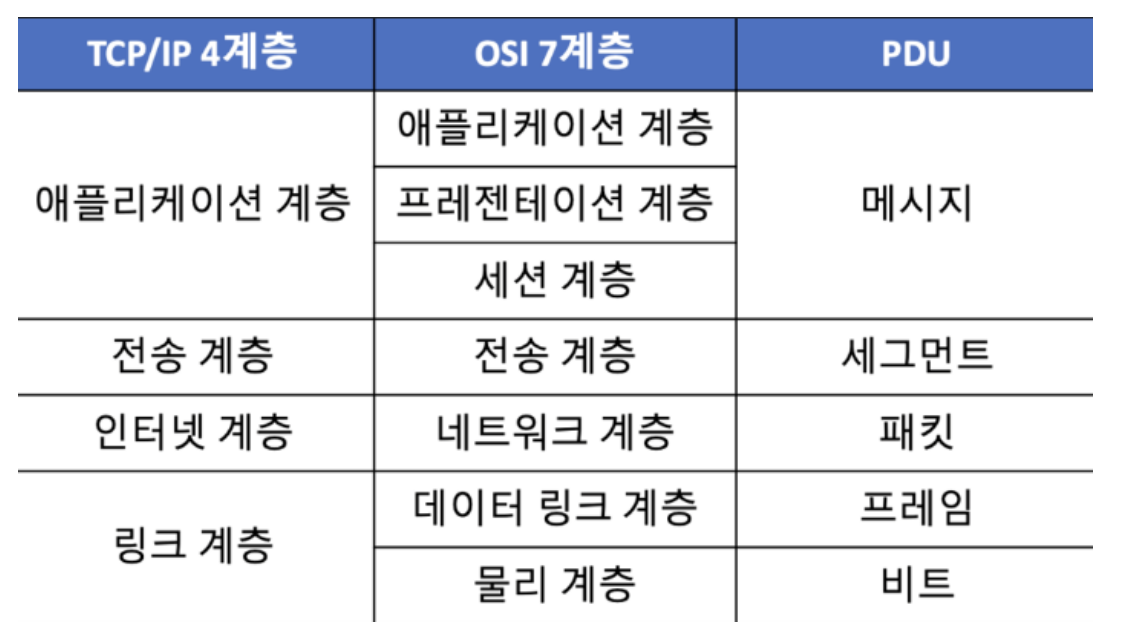 TCP/IP 4계층 OSI 7계층 PDU
애플리케이션 계층
애플리케이션 계층 프레젠테이션 계층 메시지
세션 계층
전송 계층 전송 계층 세그먼트
인터넷 계층 네트워크 계층 패킷
데이터 링크 계층 프레임
링크 계층
물리 계층 비트